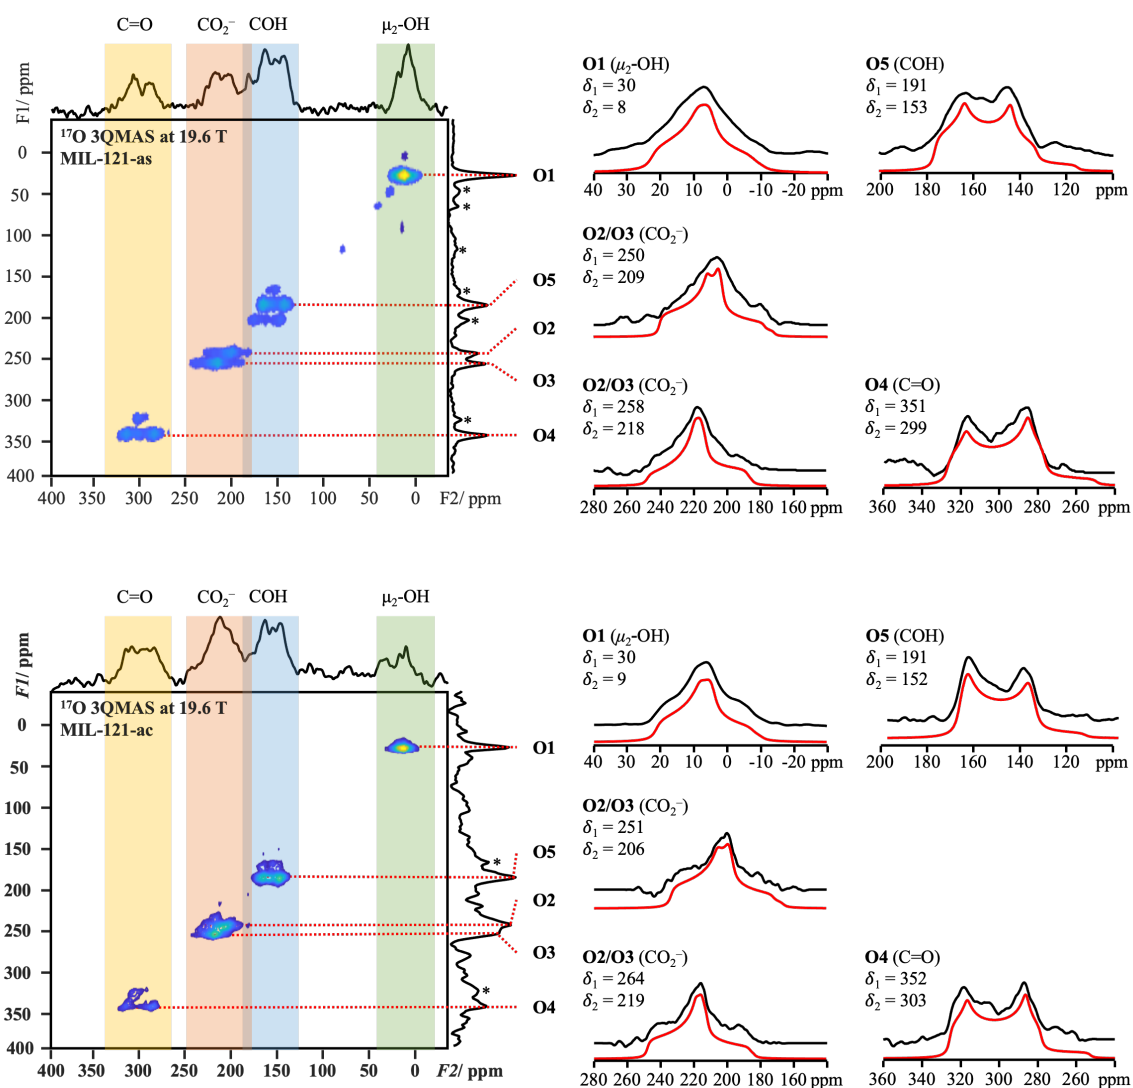 C=O CO₂⁻ COH μ₂-OH
F1/ ppm
¹⁷O 3QMAS at 19.6 T
MIL-121-as
0
50
100
150
200
250
300
350
400
O1
*
*
*
*
O5
*
O2
O3
*
O4
400 350 300 250 200 150 100 50 0 F2/ ppm
O1 (μ₂-OH)
δ₁ = 30
δ₂ = 8
40 30 20 10 0 -10 -20 ppm
O5 (COH)
δ₁ = 191
δ₂ = 153
200 180 160 140 120 ppm
O2/O3 (CO₂⁻)
δ₁ = 250
δ₂ = 209
O2/O3 (CO₂⁻)
δ₁ = 258
δ₂ = 218
280 260 240 220 200 180 160 ppm
O4 (C=O)
δ₁ = 351
δ₂ = 299
360 340 320 300 280 260 ppm
C=O CO₂⁻ COH μ₂-OH
F1/ ppm
¹⁷O 3QMAS at 19.6 T
MIL-121-ac
0
50
100
150
200
250
300
350
400
O1
O5
*
O2
O3
*
O4
400 350 300 250 200 150 100 50 0 F2/ ppm
O1 (μ₂-OH)
δ₁ = 30
δ₂ = 9
40 30 20 10 0 -10 -20 ppm
O5 (COH)
δ₁ = 191
δ₂ = 152
200 180 160 140 120 ppm
O2/O3 (CO₂⁻)
δ₁ = 251
δ₂ = 206
O2/O3 (CO₂⁻)
δ₁ = 264
δ₂ = 219
280 260 240 220 200 180 160 ppm
O4 (C=O)
δ₁ = 352
δ₂ = 303
360 340 320 300 280 260 ppm